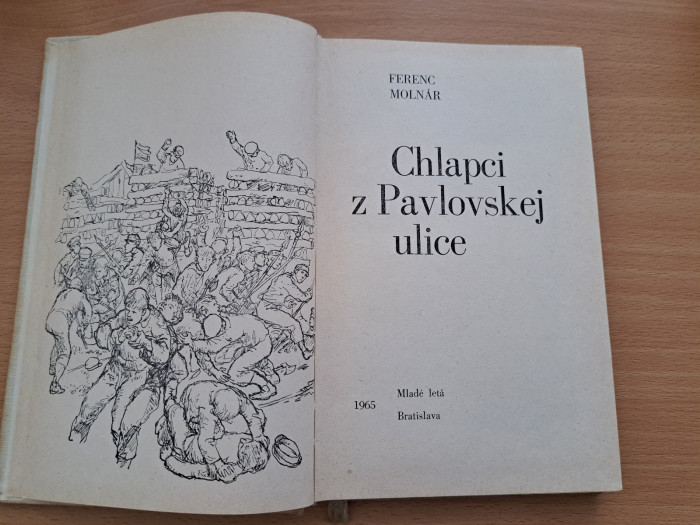 FERENC
MOLNÁR
Chlapci
z Pavlovskej
ulice
1965
Mladé letá
Bratislava